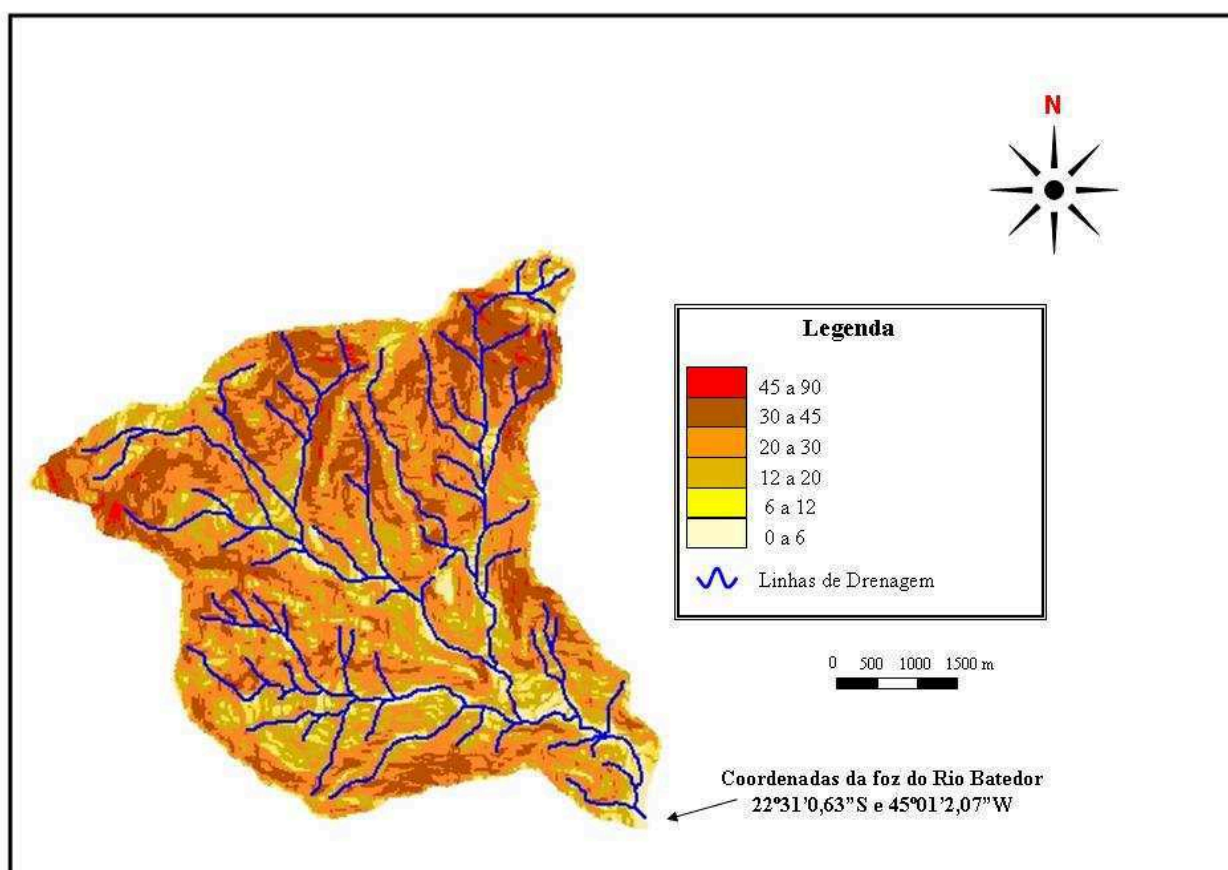 N
Legenda
45 a 90
30 a 45
20 a 30
12 a 20
6 a 12
0 a 6
Linhas de Drenagem
0 500 1000 1500 m
Coordenadas da foz do Rio Batedor
22º31’0,63”S e 45º01’2,07”W